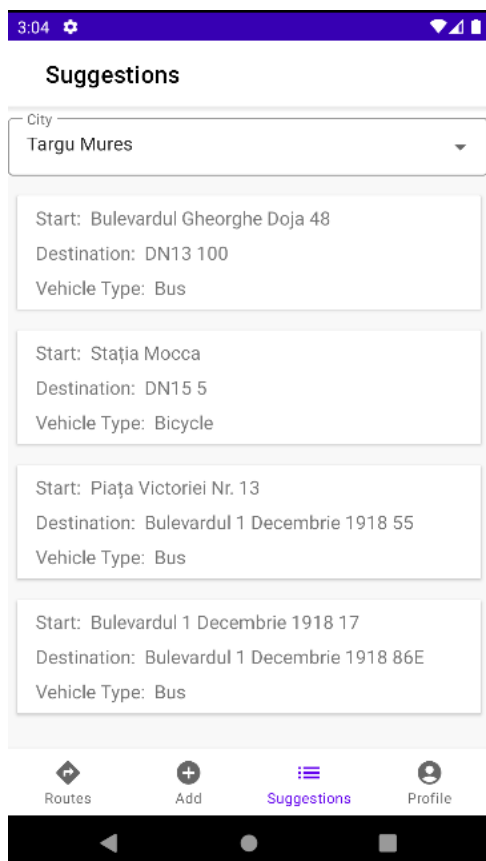 3:04
Suggestions
City
Targu Mures
Start: Bulevardul Gheorghe Doja 48
Destination: DN13 100
Vehicle Type: Bus
Start: Stația Mocca
Destination: DN15 5
Vehicle Type: Bicycle
Start: Piața Victoriei Nr. 13
Destination: Bulevardul 1 Decembrie 1918 55
Vehicle Type: Bus
Start: Bulevardul 1 Decembrie 1918 17
Destination: Bulevardul 1 Decembrie 1918 86E
Vehicle Type: Bus
Routes Add Suggestions Profile